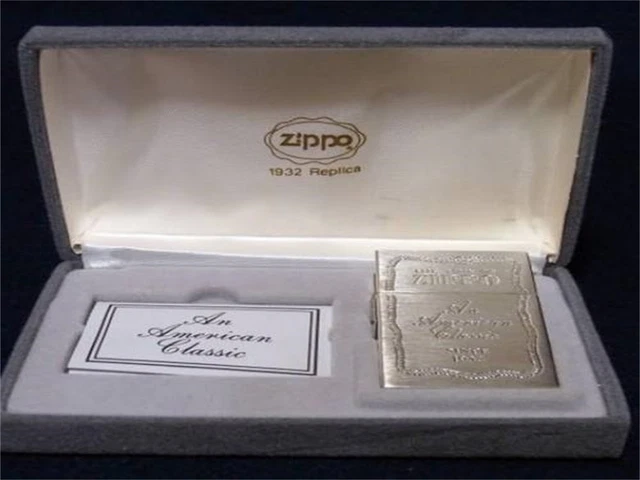 Zippo
1932 Replica
An
American
Classic
ZIPPO
An
American
Classic